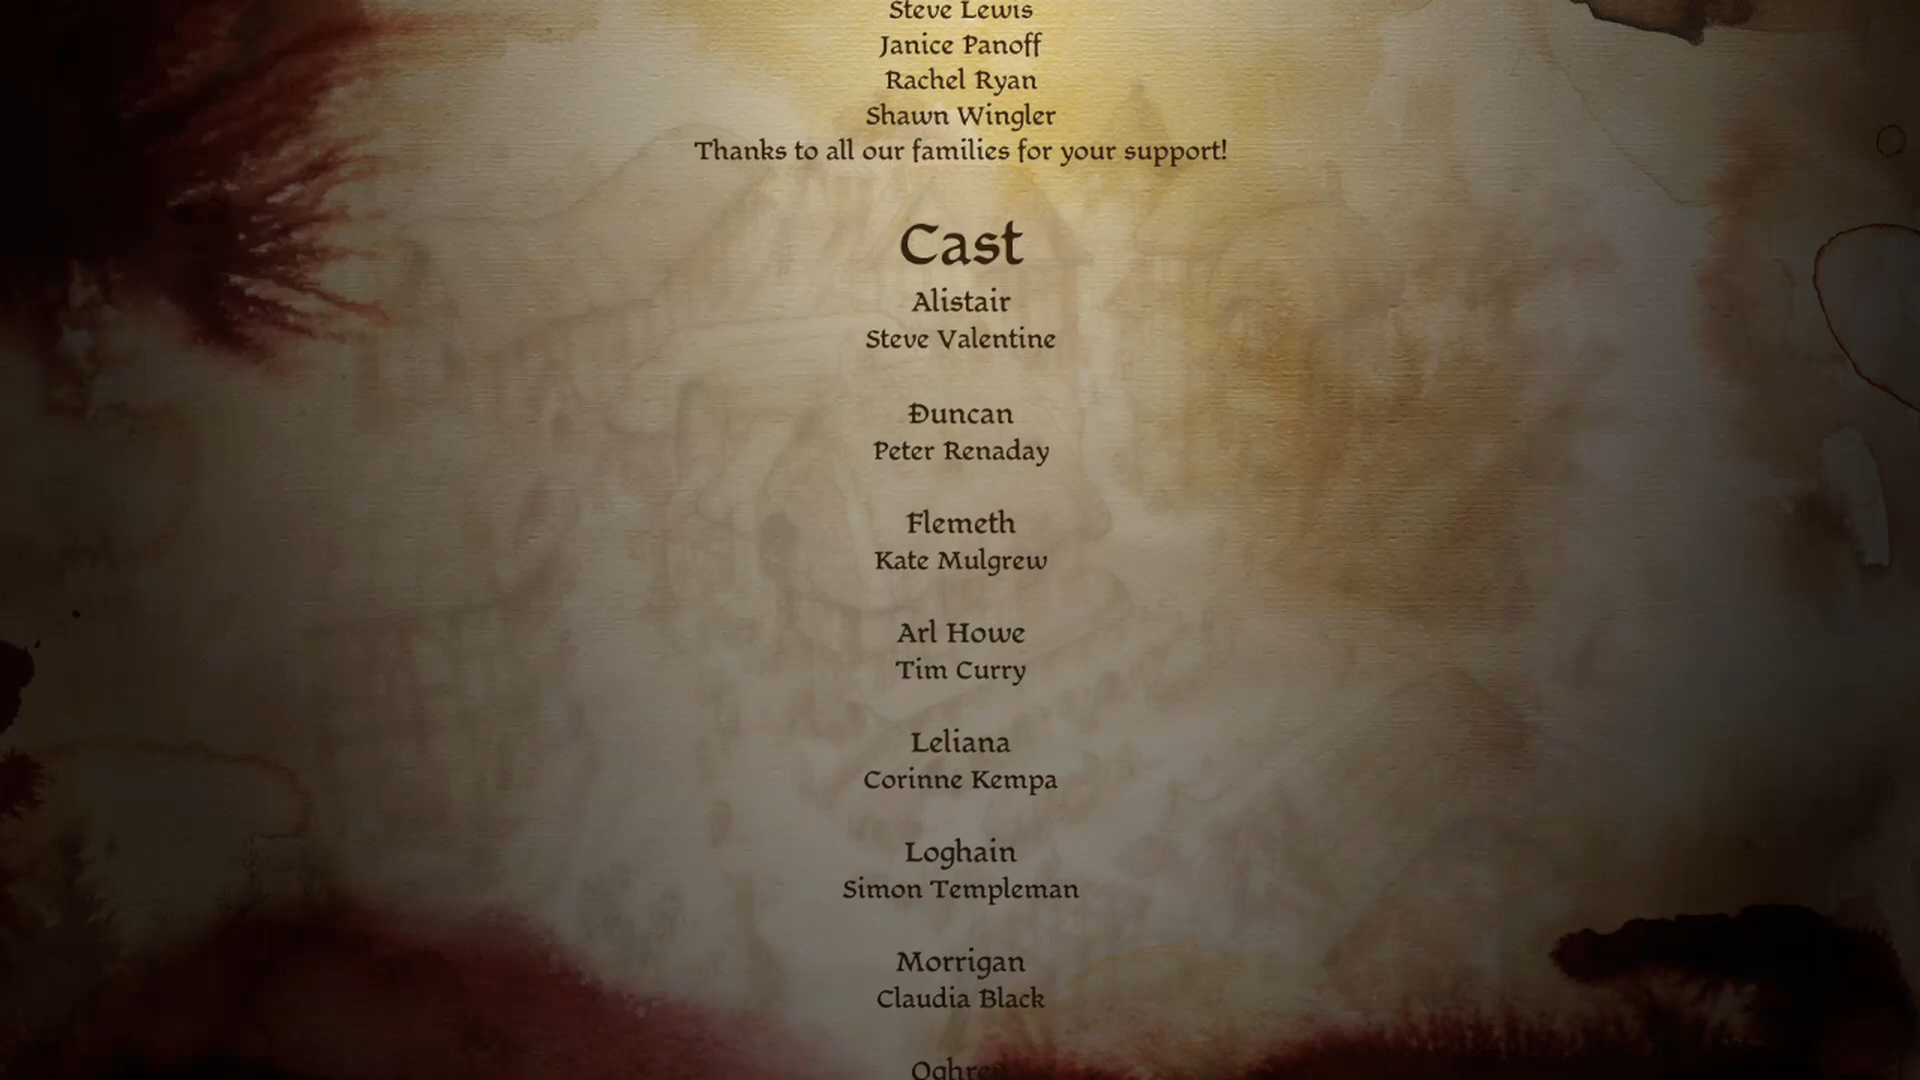 Steve Lewis
Janice Panoff
Rachel Ryan
Shawn Wingler
Thanks to all our families for your support!
Cast
Alistair
Steve Valentine
Duncan
Peter Renaday
Flemeth
Kate Mulgrew
Arl Howe
Tim Curry
Leliana
Corinne Kempa
Loghain
Simon Templeman
Morrigan
Claudia Black
Oghren